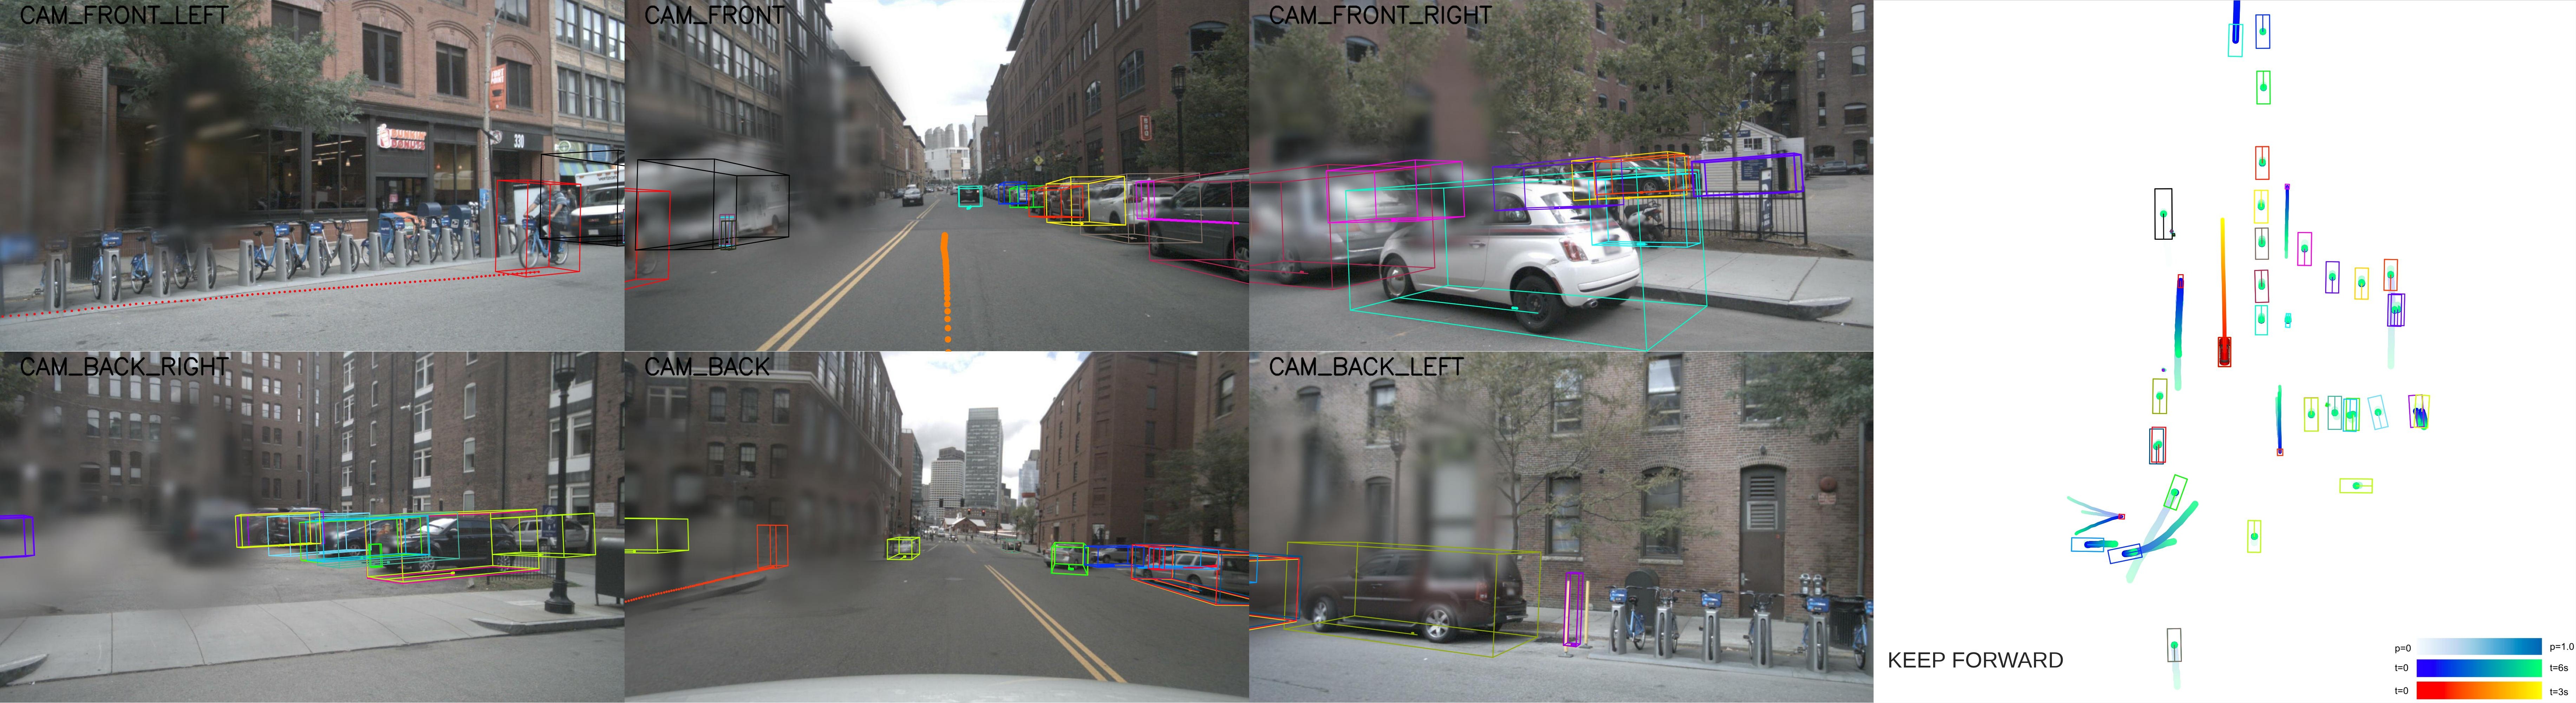 CAM_FRONT_LEFT
CAM_FRONT
CAM_FRONT_RIGHT
DUNKIN'
DONUTS
330
CAM_BACK_RIGHT
CAM_BACK
CAM_BACK_LEFT
KEEP FORWARD
p=0
p=1.0
t=0
t=6s
t=0
t=3s